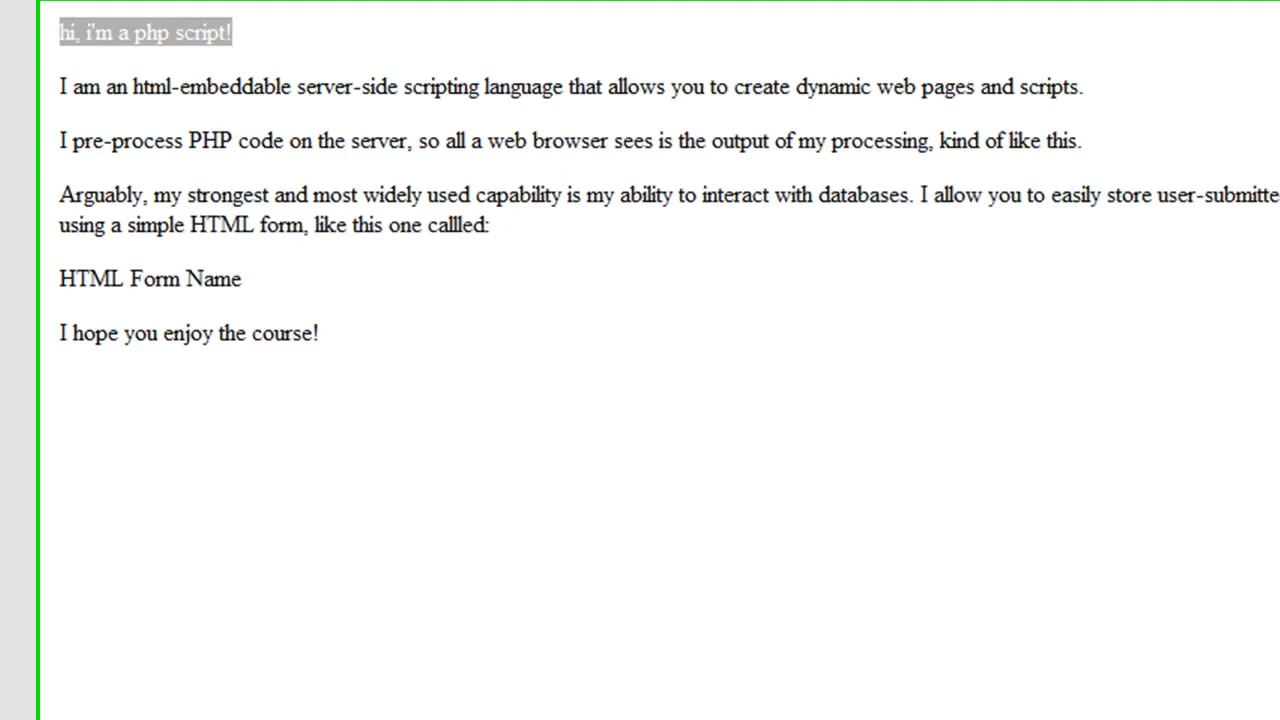 hi, i'm a php script!
I am an html-embeddable server-side scripting language that allows you to create dynamic web pages and scripts.
I pre-process PHP code on the server, so all a web browser sees is the output of my processing, kind of like this.
Arguably, my strongest and most widely used capability is my ability to interact with databases. I allow you to easily store user-submitte
using a simple HTML form, like this one callled:
HTML Form Name
I hope you enjoy the course!